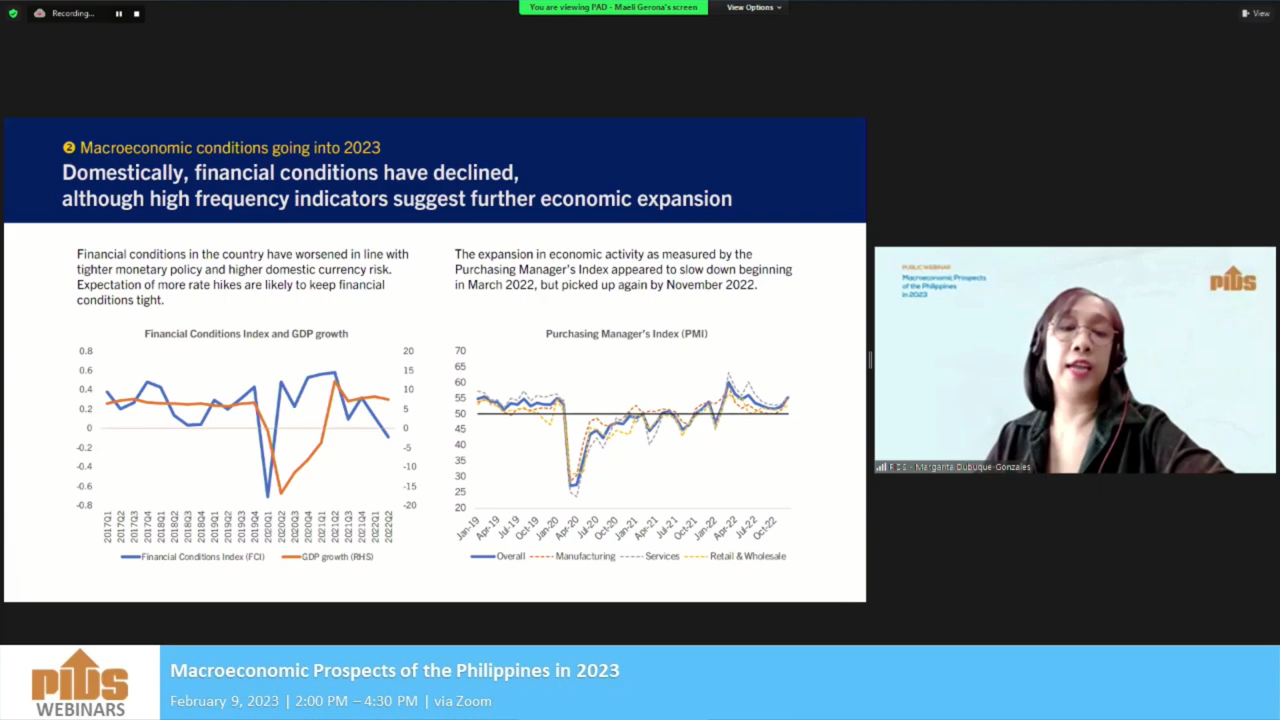 Recording...
You are viewing PAD - Maeli Gerona's screen
View Options
View
❷ Macroeconomic conditions going into 2023
Domestically, financial conditions have declined,
although high frequency indicators suggest further economic expansion
Financial conditions in the country have worsened in line with
tighter monetary policy and higher domestic currency risk.
Expectation of more rate hikes are likely to keep financial
conditions tight.
Financial Conditions Index and GDP growth
0.8
0.6
0.4
0.2
0
-0.2
-0.4
-0.6
-0.8
20
15
10
5
0
-5
-10
-15
-20
2017Q1
2017Q2
2017Q3
2017Q4
2018Q1
2018Q2
2018Q3
2018Q4
2019Q1
2019Q2
2019Q3
2019Q4
2020Q1
2020Q2
2020Q3
2020Q4
2021Q1
2021Q2
2021Q3
2021Q4
2022Q1
2022Q2
Financial Conditions Index (FCI)
GDP growth (RHS)
The expansion in economic activity as measured by the
Purchasing Manager's Index appeared to slow down beginning
in March 2022, but picked up again by November 2022.
Purchasing Manager's Index (PMI)
70
65
60
55
50
45
40
35
30
25
20
Jan-19
Apr-19
Jul-19
Oct-19
Jan-20
Apr-20
Jul-20
Oct-20
Jan-21
Apr-21
Jul-21
Oct-21
Jan-22
Apr-22
Jul-22
Oct-22
Overall
Manufacturing
Services
Retail & Wholesale
PUBLIC WEBINAR
Macroeconomic Prospects
of the Philippines
in 2023
PIDS
- Margarita Dubuque-Gonzales
PIDS
WEBINARS
Macroeconomic Prospects of the Philippines in 2023
February 9, 2023 | 2:00 PM – 4:30 PM | via Zoom